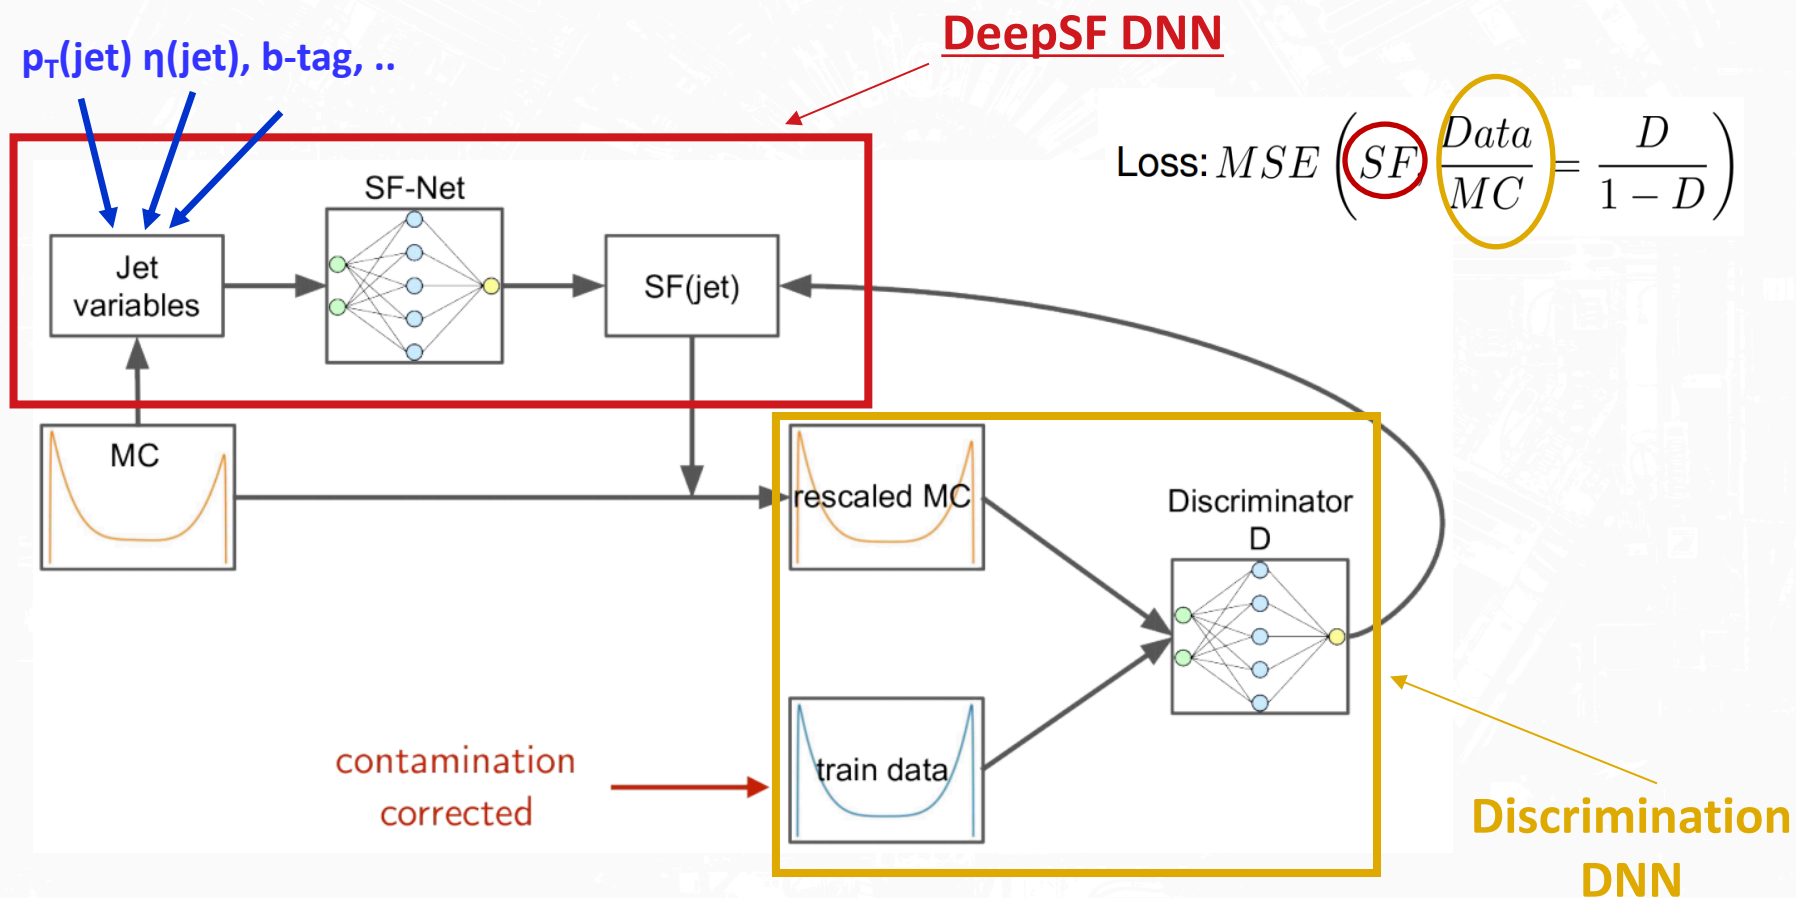 DeepSF DNN
p_T(jet) η(jet), b-tag, ..
Loss: MSE ( SF, Data/MC = D/(1 − D) )
SF-Net
Jet
variables
SF(jet)
MC
rescaled MC
Discriminator
D
train data
contamination
corrected
Discrimination
DNN